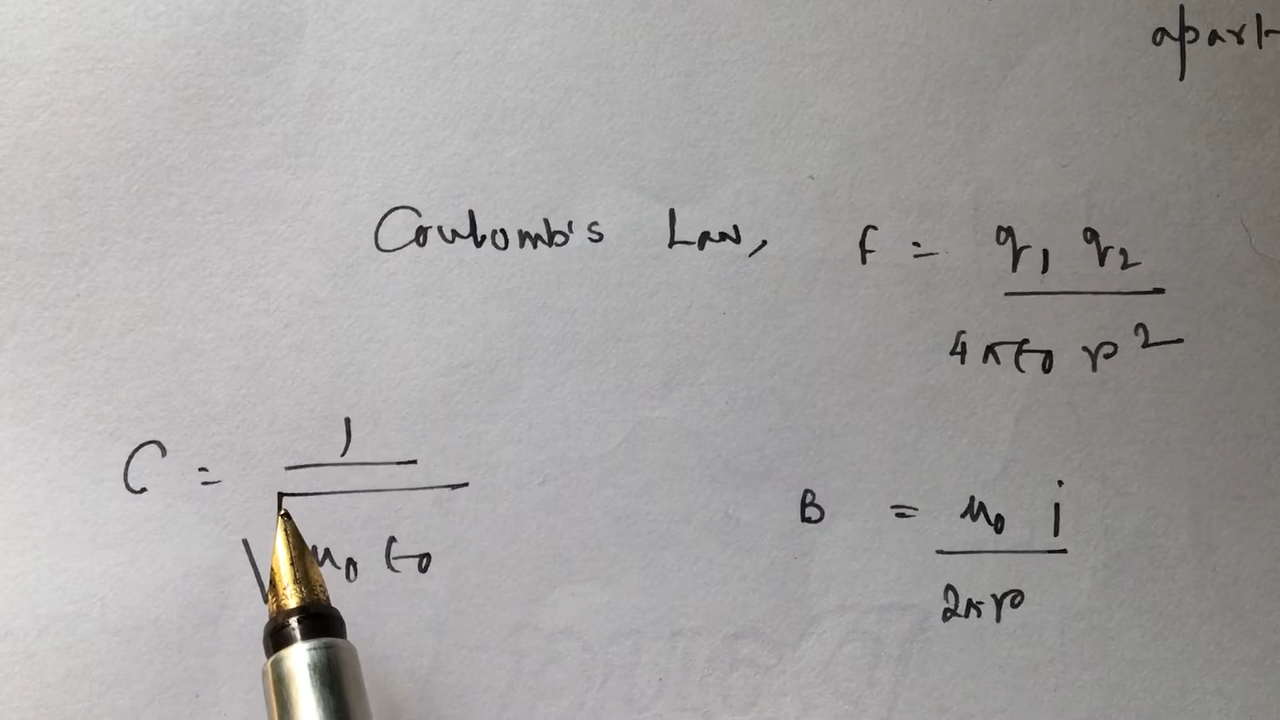 apart
Coulomb's Law, F = q₁ q₂ / 4πε₀ r²
C = 1 / √μ₀ ε₀
B = μ₀ i / 2πr